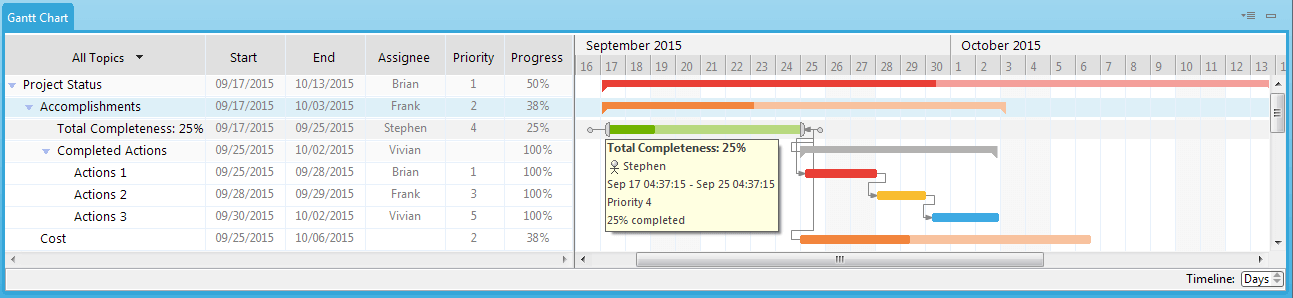 Gantt Chart
September 2015 October 2015
All Topics Start End Assignee Priority Progress
16 17 18 19 20 21 22 23 24 25 26 27 28 29 30 1 2 3 4 5 6 7 8 9 10 11 12 13 1
Project Status 09/17/2015 10/13/2015 Brian 1 50%
Accomplishments 09/17/2015 10/03/2015 Frank 2 38%
Total Completeness: 25% 09/17/2015 09/25/2015 Stephen 4 25%
Completed Actions 09/25/2015 10/02/2015 Vivian 100%
Actions 1 09/25/2015 09/28/2015 Brian 1 100%
Actions 2 09/28/2015 09/29/2015 Frank 3 100%
Actions 3 09/30/2015 10/02/2015 Vivian 5 100%
Cost 09/25/2015 10/06/2015 2 38%
Total Completeness: 25%
Stephen
Sep 17 04:37:15 - Sep 25 04:37:15
Priority 4
25% completed
Timeline: Days